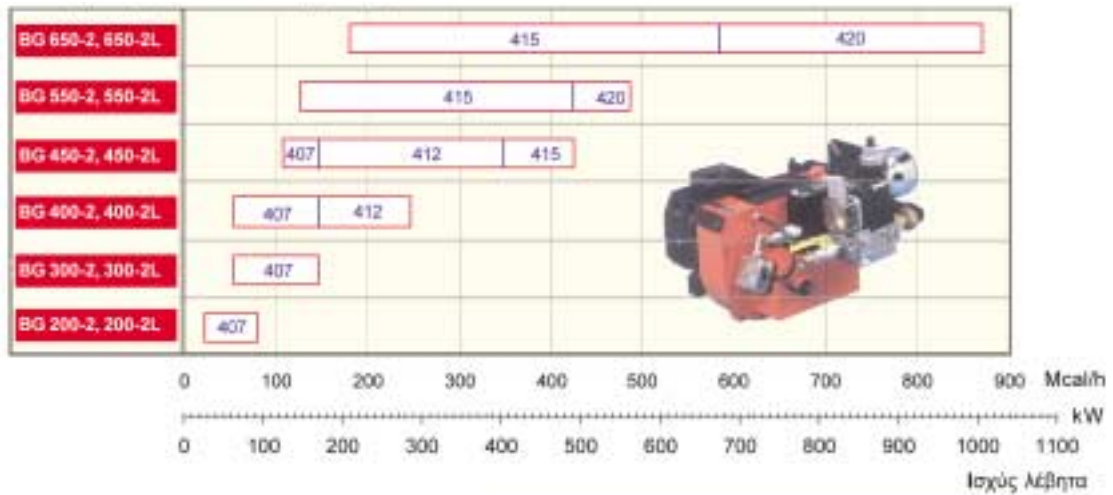 BG 650-2, 650-2L 415 420
BG 550-2, 550-2L 415 420
BG 450-2, 450-2L 407 412 415
BG 400-2, 400-2L 407 412
BG 300-2, 300-2L 407
BG 200-2, 200-2L 407
0 100 200 300 400 500 600 700 800 900 Mcal/h
kW
0 100 200 300 400 500 600 700 800 900 1000 1100
Ισχύς λέβητα